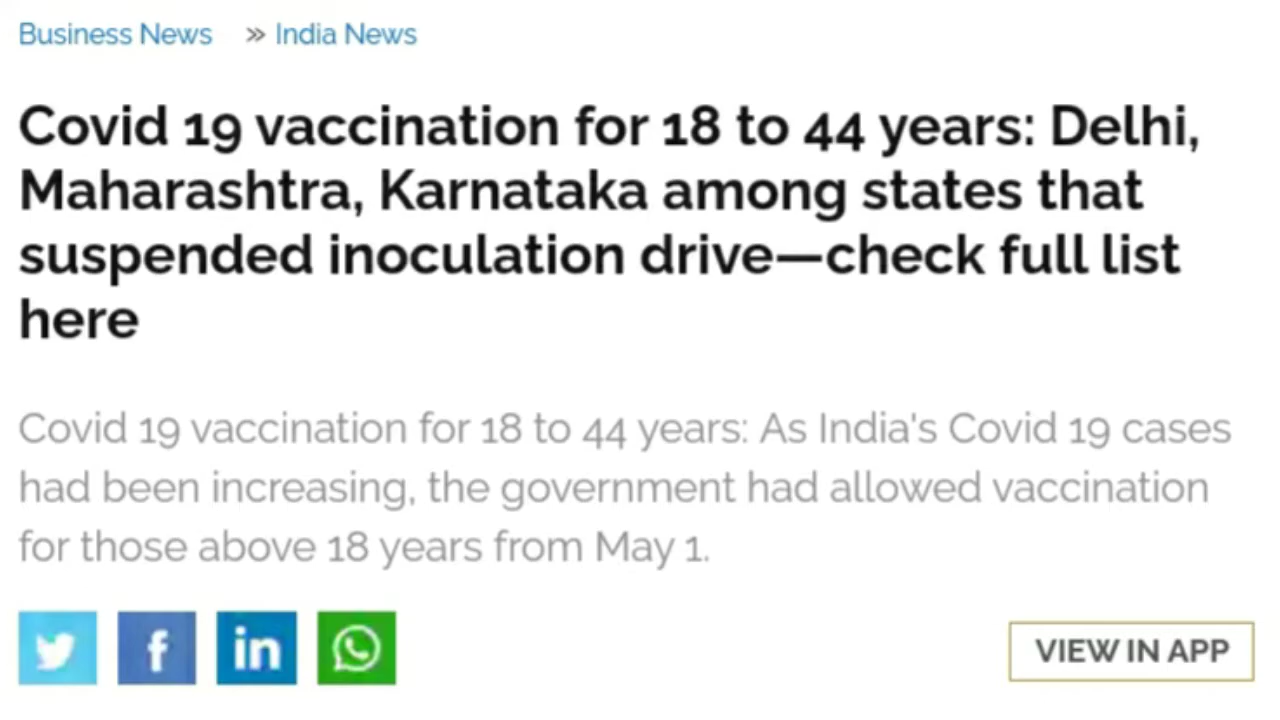 Business News » India News
Covid 19 vaccination for 18 to 44 years: Delhi,
Maharashtra, Karnataka among states that
suspended inoculation drive—check full list
here
Covid 19 vaccination for 18 to 44 years: As India's Covid 19 cases
had been increasing, the government had allowed vaccination
for those above 18 years from May 1.
f in
VIEW IN APP